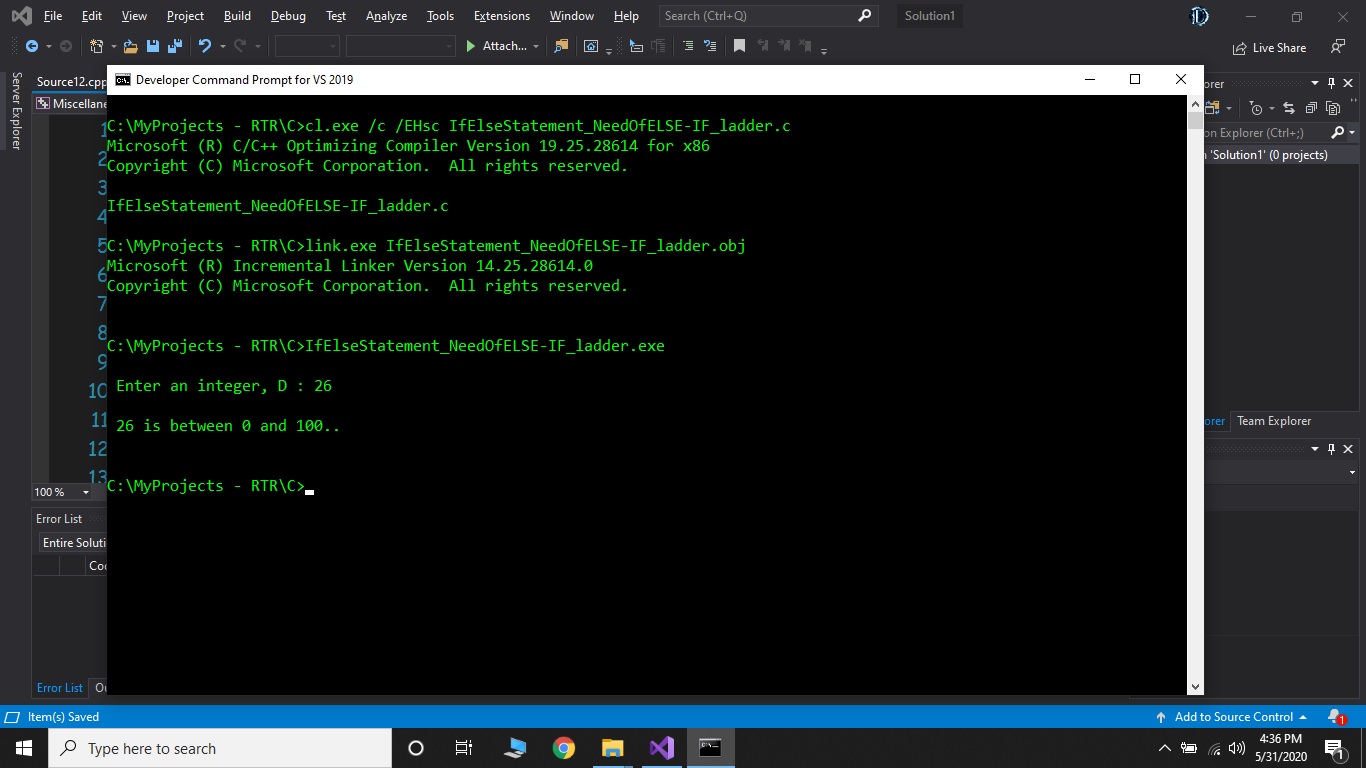 File Edit View Project Build Debug Test Analyze Tools Extensions Window Help Search (Ctrl+Q) Solution1
Attach... Live Share
Server Explorer
Source12.cpp
Developer Command Prompt for VS 2019
Miscellane
1
2
3
4
5
6
7
8
9
10
11
12
13
C:\MyProjects - RTR\C>cl.exe /c /EHsc IfElseStatement_NeedOfELSE-IF_ladder.c
Microsoft (R) C/C++ Optimizing Compiler Version 19.25.28614 for x86
Copyright (C) Microsoft Corporation.  All rights reserved.
IfElseStatement_NeedOfELSE-IF_ladder.c
C:\MyProjects - RTR\C>link.exe IfElseStatement_NeedOfELSE-IF_ladder.obj
Microsoft (R) Incremental Linker Version 14.25.28614.0
Copyright (C) Microsoft Corporation.  All rights reserved.
C:\MyProjects - RTR\C>IfElseStatement_NeedOfELSE-IF_ladder.exe
Enter an integer, D : 26
26 is between 0 and 100..
C:\MyProjects - RTR\C>
orer
on Explorer (Ctrl+;)
'Solution1' (0 projects)
orer Team Explorer
100 %
Error List
Entire Soluti
Coc
Error List Ou
Item(s) Saved Add to Source Control 1
Type here to search
4:36 PM
5/31/2020
1